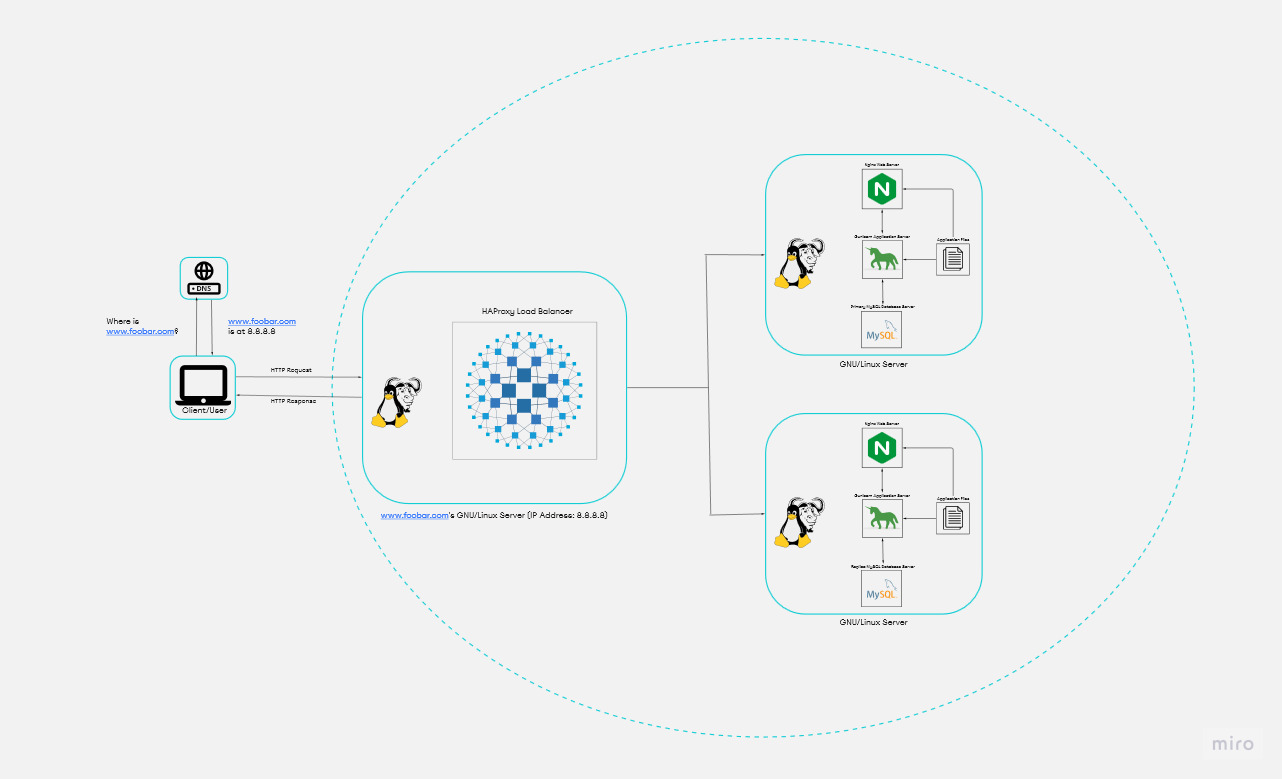 Nginx Web Server
N
Gunicorn Application Server
Application Files
Primary MySQL Database Server
MySQL
GNU/Linux Server
DNS
Where is
www.foobar.com?
www.foobar.com
is at 8.8.8.8
Client/User
HTTP Request
HTTP Response
HAProxy Load Balancer
www.foobar.com's GNU/Linux Server (IP Address: 8.8.8.8)
Nginx Web Server
N
Gunicorn Application Server
Application Files
Replica MySQL Database Server
MySQL
GNU/Linux Server
miro